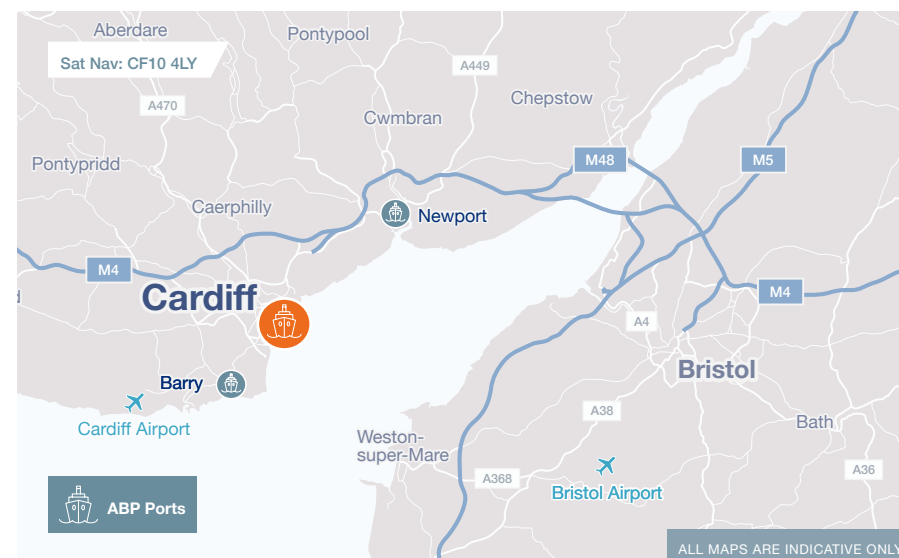 Aberdare
Pontypool
Sat Nav: CF10 4LY
A449
Chepstow
A470
Cwmbran
M48
M5
Pontypridd
Caerphilly
Newport
M4
Cardiff
M4
A4
Bristol
Barry
A38
Cardiff Airport
Bath
Weston-
super-Mare
A368
Bristol Airport
A36
ABP Ports
ALL MAPS ARE INDICATIVE ONLY